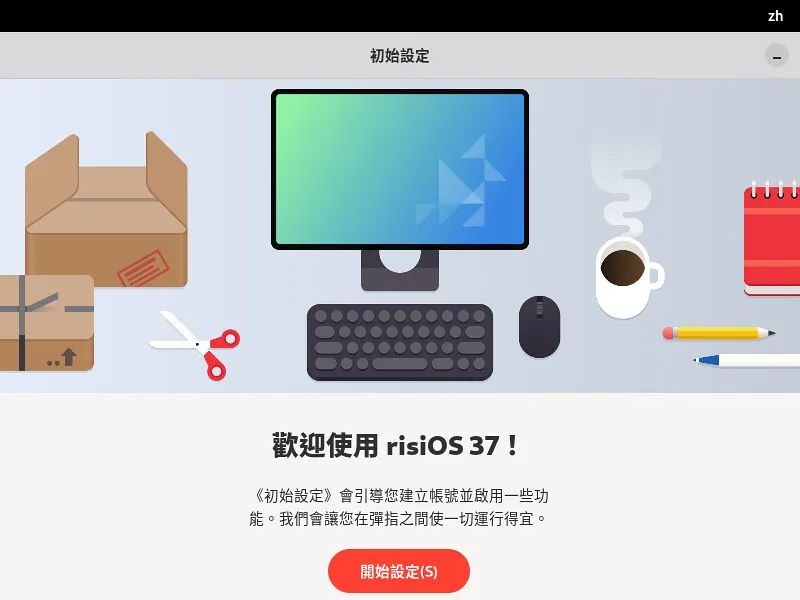 zh
初始設定
歡迎使用 risiOS 37！
《初始設定》會引導您建立帳號並啟用一些功
能。我們會讓您在彈指之間使一切運行得宜。
開始設定(S)